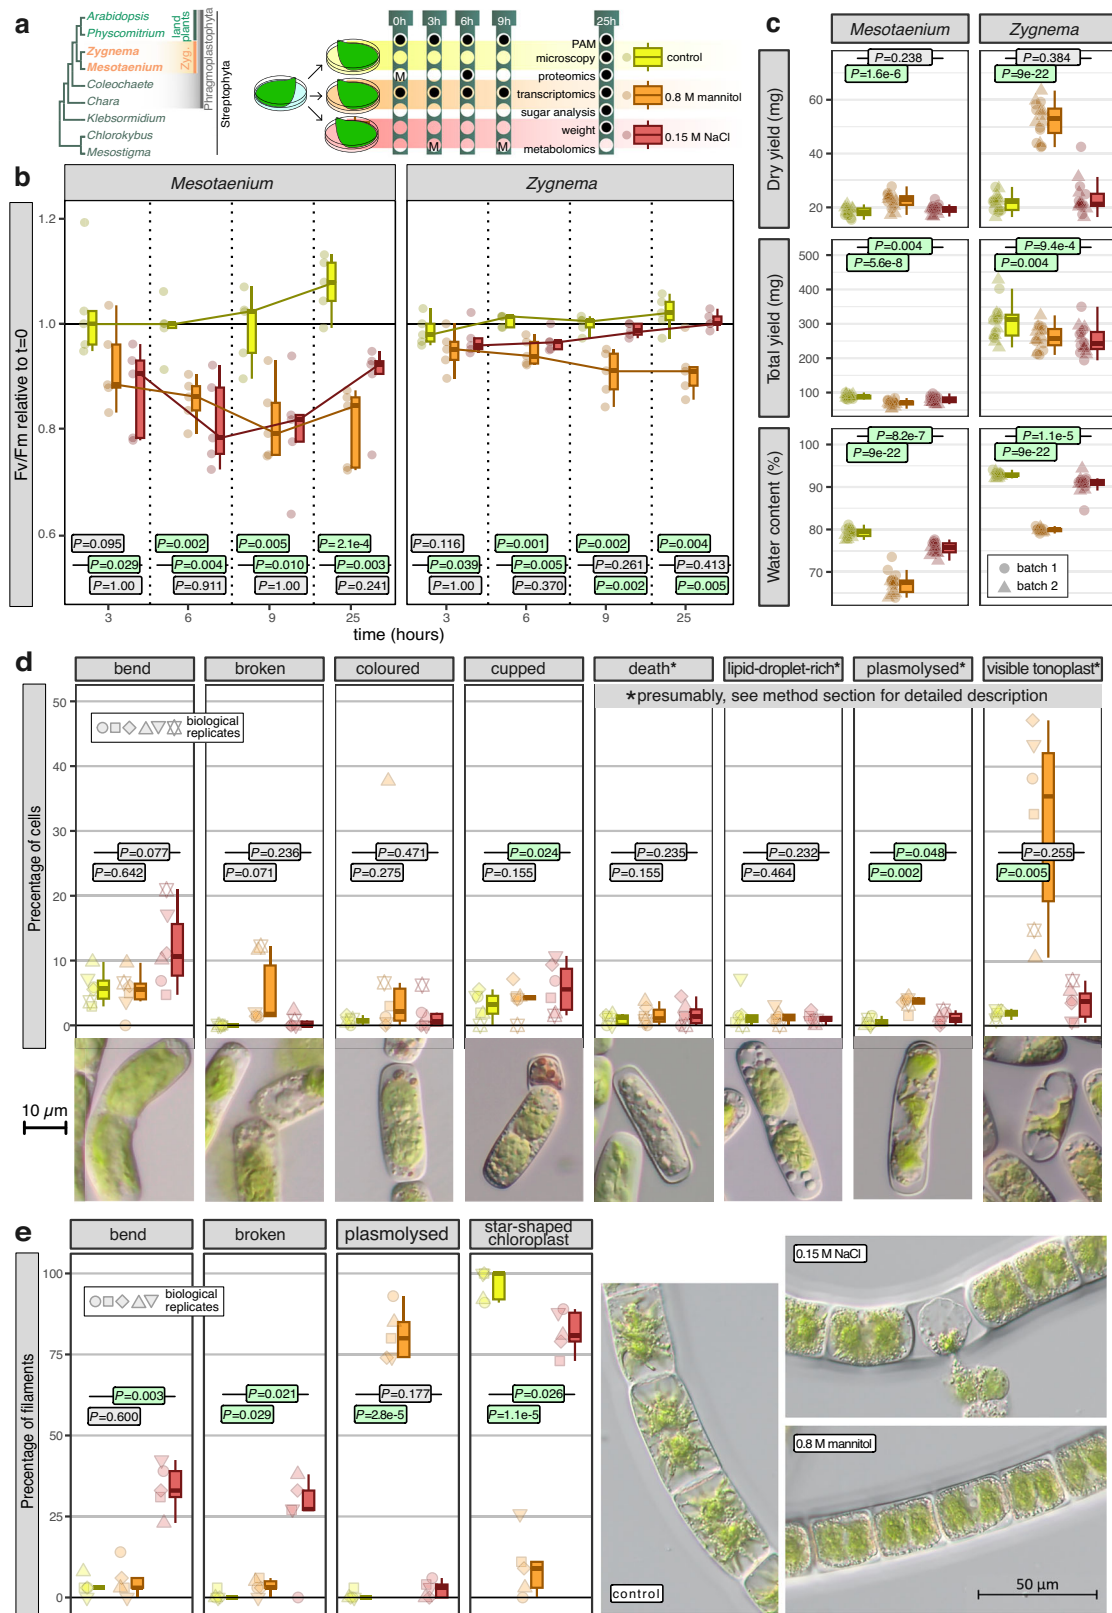 a
Arabidopsis
Physcomitrium
Zygnema
Mesotaenium
Coleochaete
Chara
Klebsormidium
Chlorokybus
Mesostigma
land
plants
Zyg.
Phragmoplastophyta
Streptophyta
0h 3h 6h 9h 25h
PAM
microscopy
proteomics
transcriptomics
sugar analysis
weight
metabolomics
M
M M
control
0.8 M mannitol
0.15 M NaCl
b
Mesotaenium Zygnema
Fv/Fm relative to t=0
1.2
1.0
0.8
0.6
P=0.095 P=0.002 P=0.005 P=2.1e-4 P=0.116 P=0.001 P=0.002 P=0.004
P=0.029 P=0.004 P=0.010 P=0.003 P=0.039 P=0.005 P=0.261 P=0.413
P=1.00 P=0.911 P=1.00 P=0.241 P=1.00 P=0.370 P=0.002 P=0.005
3 6 9 25 3 6 9 25
time (hours)
c
Mesotaenium Zygnema
Dry yield (mg)
60
40
20
P=0.238 P=0.384
P=1.6e-6 P=9e-22
Total yield (mg)
500
400
300
200
100
P=0.004 P=9.4e-4
P=5.6e-8 P=0.004
Water content (%)
100
90
80
70
P=8.2e-7 P=1.1e-5
P=9e-22 P=9e-22
batch 1
batch 2
d
bend broken coloured cupped death* lipid-droplet-rich* plasmolysed* visible tonoplast*
*presumably, see method section for detailed description
Precentage of cells
50
40
30
20
10
0
biological
replicates
P=0.077 P=0.236 P=0.471 P=0.024 P=0.235 P=0.232 P=0.048 P=0.255
P=0.642 P=0.071 P=0.275 P=0.155 P=0.155 P=0.464 P=0.002 P=0.005
10 µm
e
bend broken plasmolysed star-shaped
chloroplast
Precentage of filaments
100
75
50
25
0
biological
replicates
P=0.003 P=0.021 P=0.177 P=0.026
P=0.600 P=0.029 P=2.8e-5 P=1.1e-5
control
0.15 M NaCl
0.8 M mannitol
50 µm